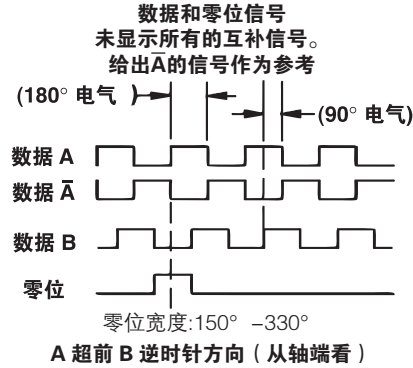 数据和零位信号
未显示所有的互补信号。
给出A̅的信号作为参考
(180° 电气 )
(90° 电气)
数据 A
数据 A̅
数据 B
零位
零位宽度:150° –330°
A 超前 B 逆时针方向 ( 从轴端看 )